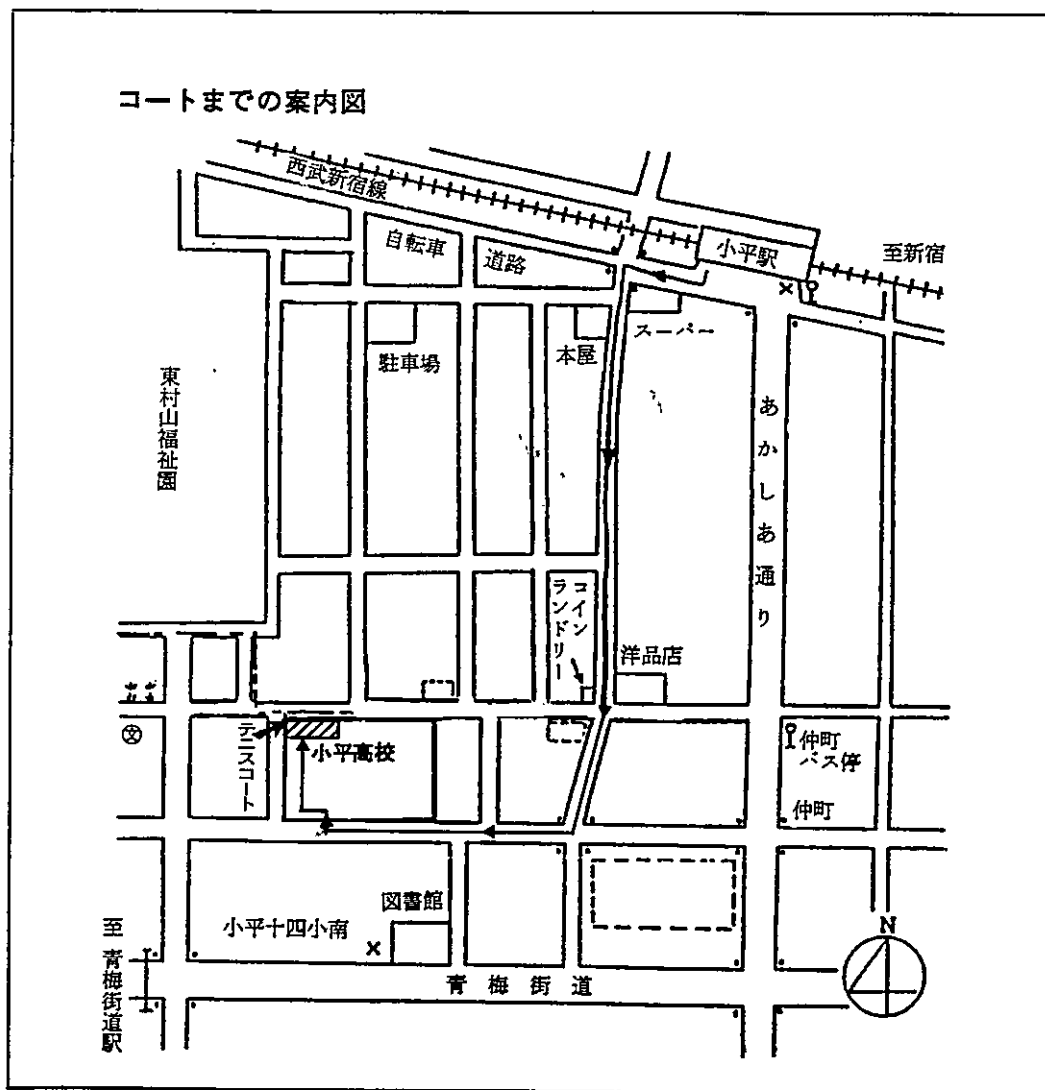 コートまでの案内図
西武新宿線
小平駅
至新宿
自転車
道路
スーパー
駐車場
本屋
東村山福祉園
あかしあ通り
コイン
ランドリー
洋品店
文
テニスコート
小平高校
仲町
バス停
仲町
図書館
小平十四小南
至青梅街道駅
青梅街道
N